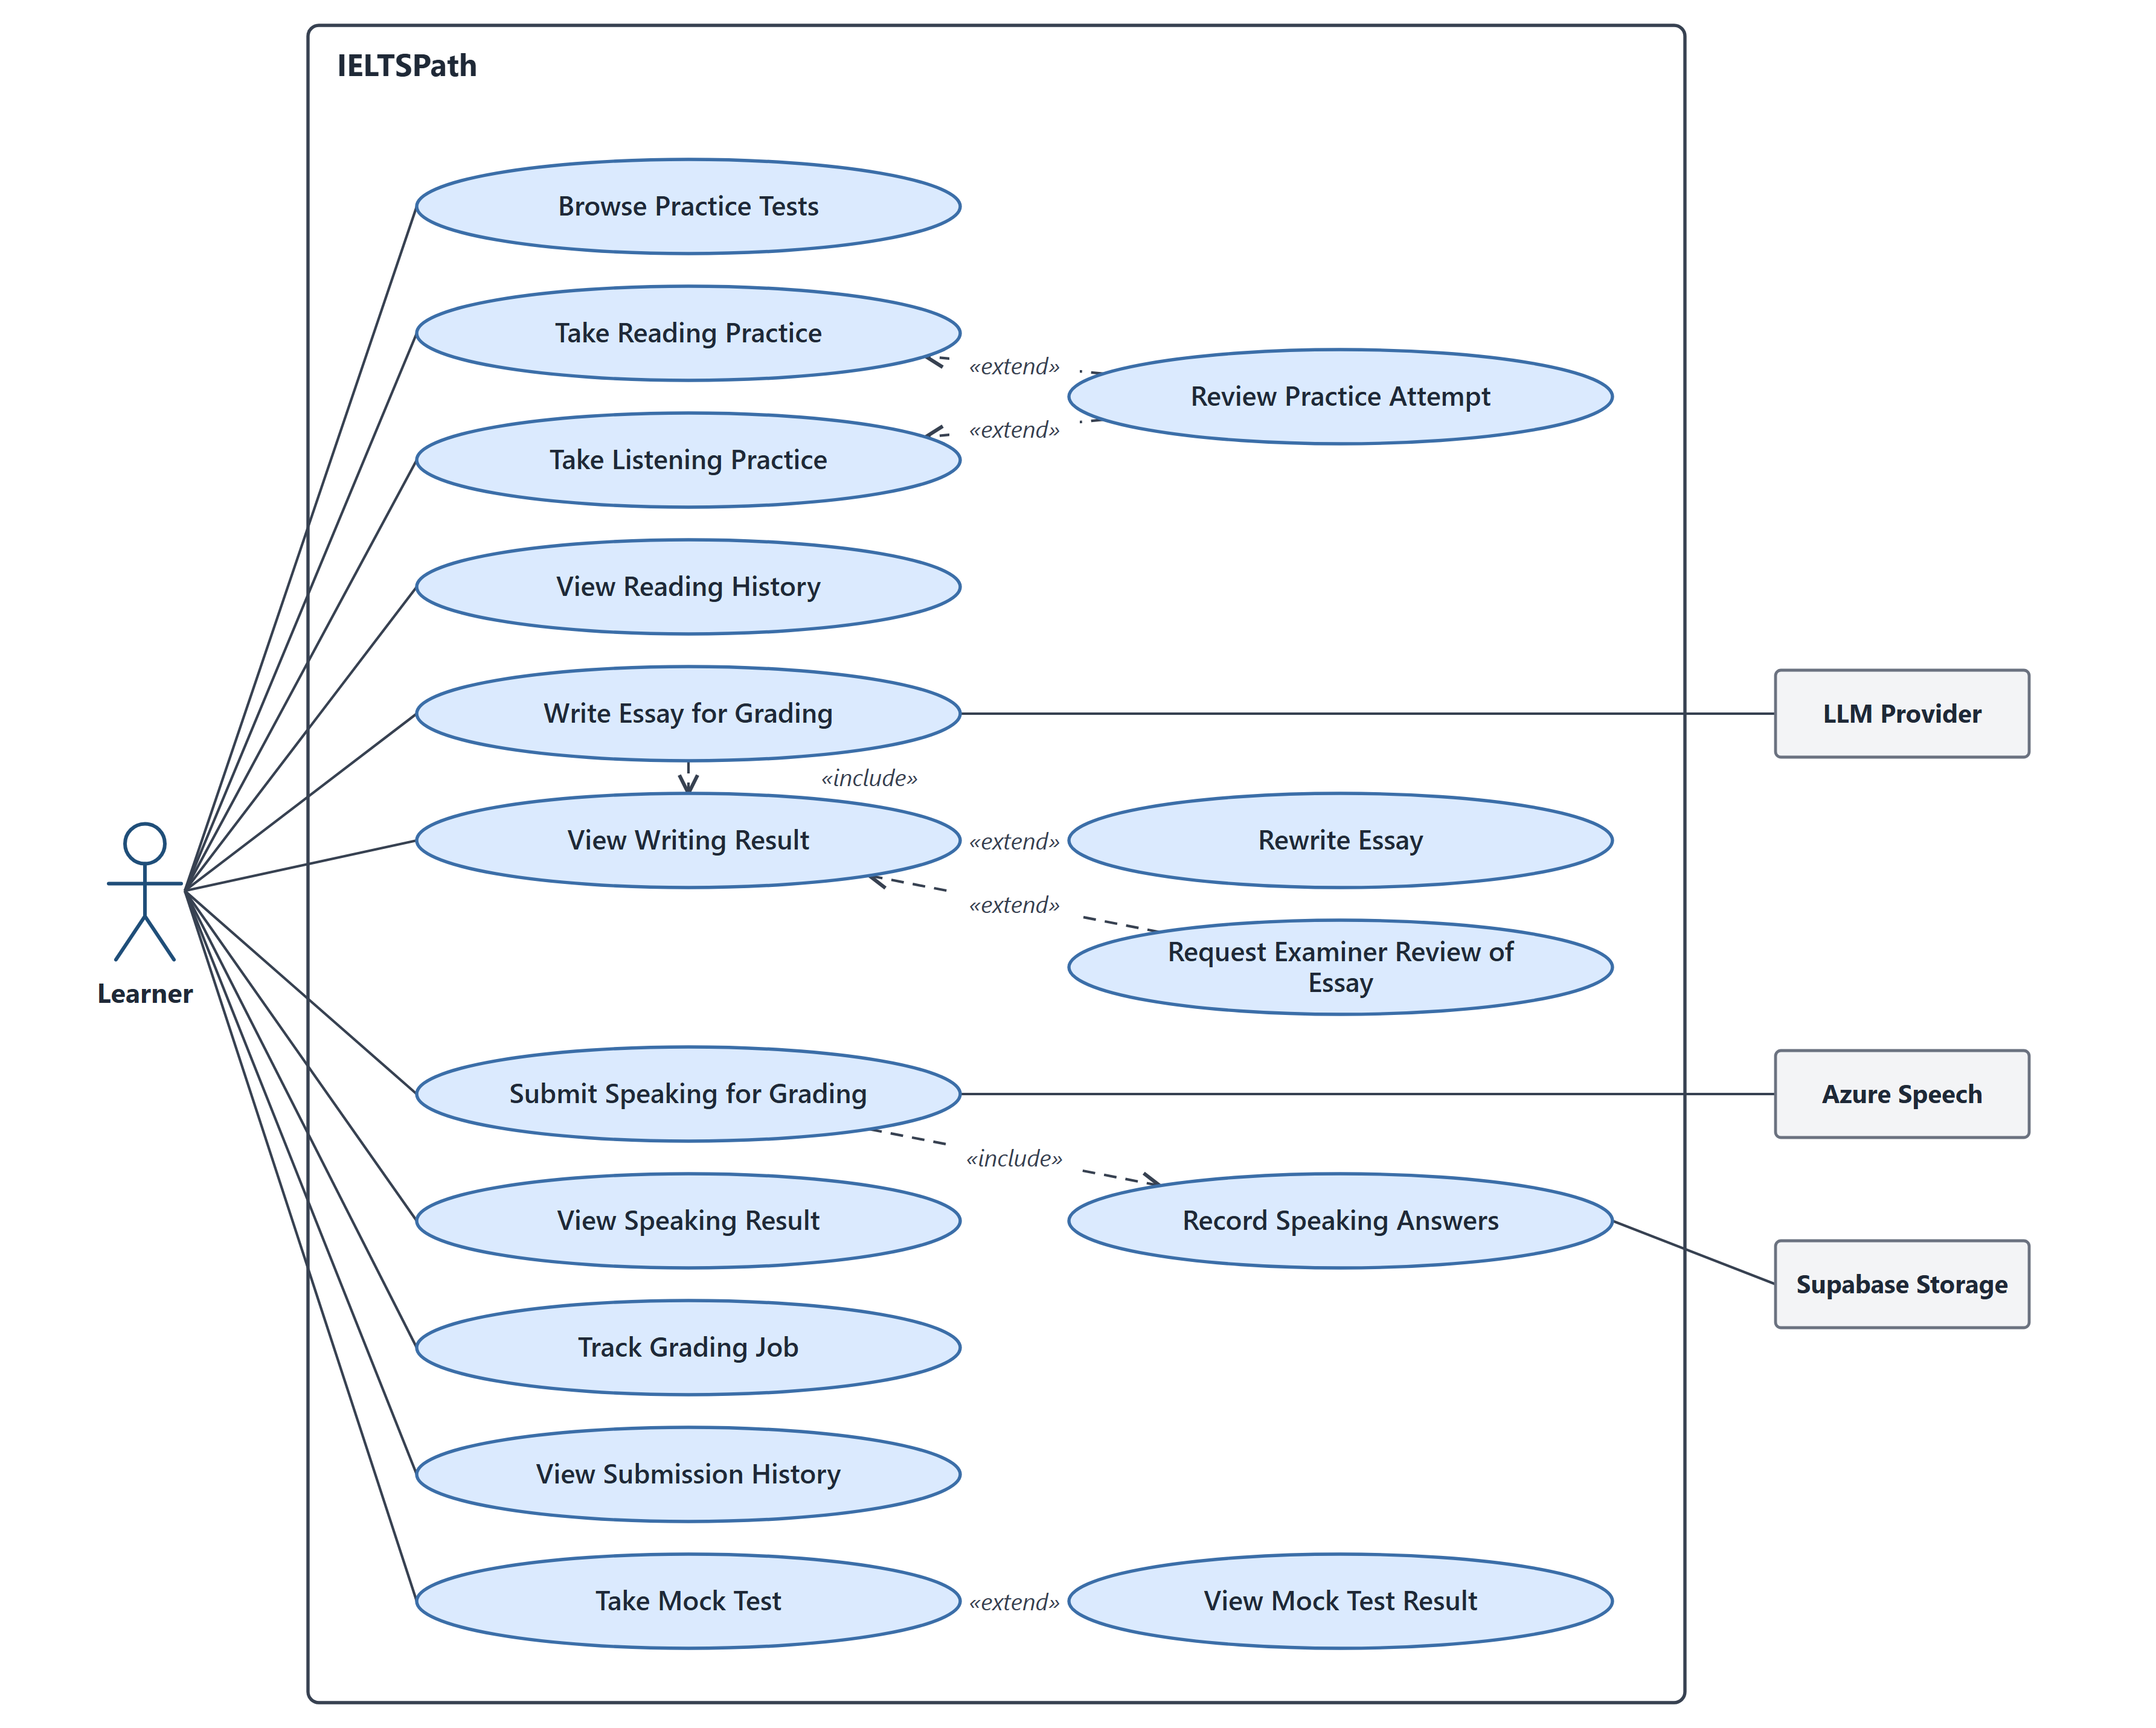 IELTSPath
Browse Practice Tests
Take Reading Practice
«extend»
Review Practice Attempt
«extend»
Take Listening Practice
View Reading History
Write Essay for Grading
LLM Provider
«include»
View Writing Result
«extend»
Rewrite Essay
«extend»
Request Examiner Review of
Essay
Learner
Submit Speaking for Grading
Azure Speech
«include»
View Speaking Result
Record Speaking Answers
Supabase Storage
Track Grading Job
View Submission History
Take Mock Test
«extend»
View Mock Test Result